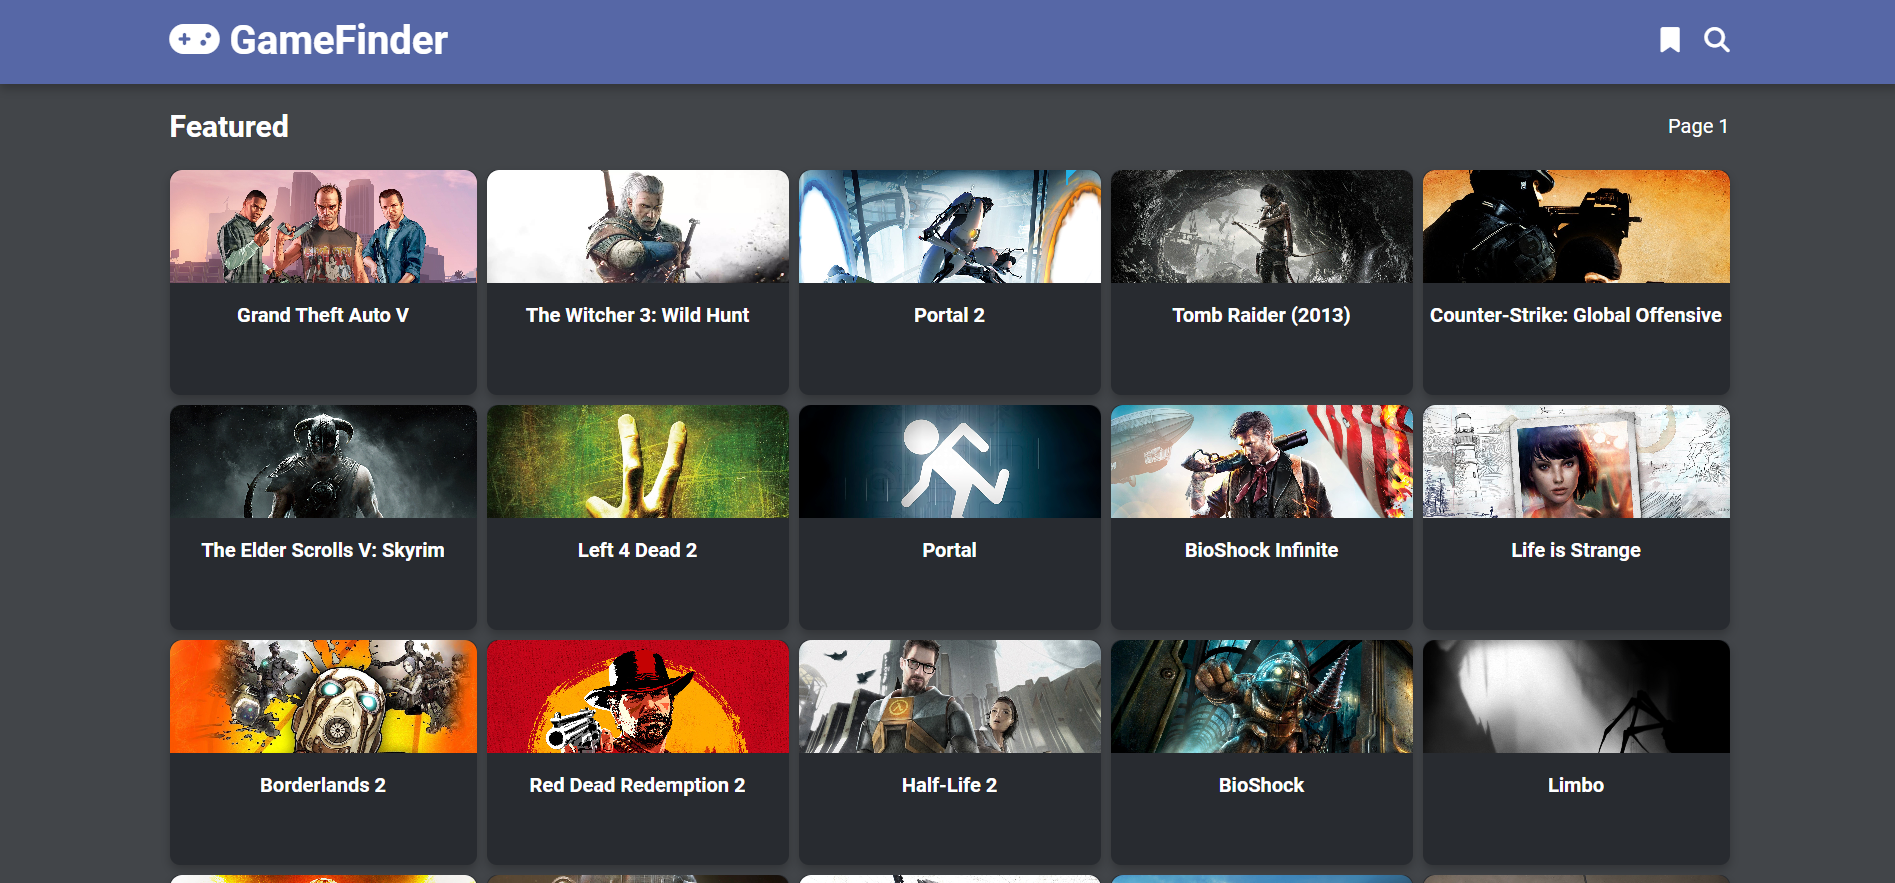 GameFinder
Featured
Page 1
Grand Theft Auto V
The Witcher 3: Wild Hunt
Portal 2
Tomb Raider (2013)
Counter-Strike: Global Offensive
The Elder Scrolls V: Skyrim
Left 4 Dead 2
Portal
BioShock Infinite
Life is Strange
Borderlands 2
Red Dead Redemption 2
Half-Life 2
BioShock
Limbo